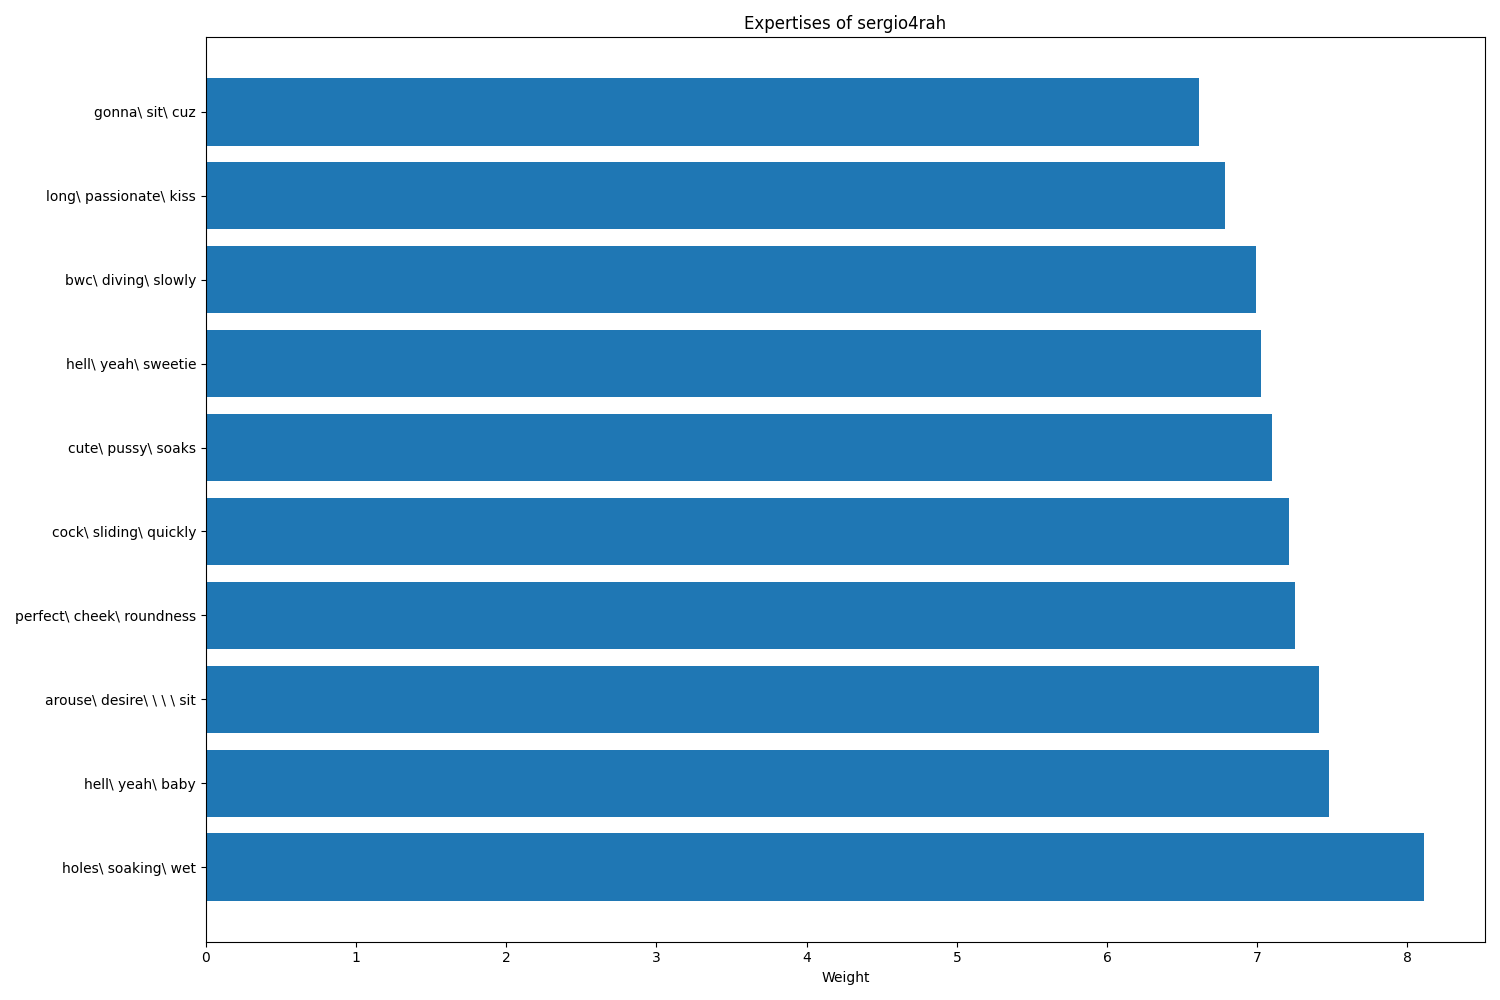 Expertises of sergio4rah
gonna\ sit\ cuz
long\ passionate\ kiss
bwc\ diving\ slowly
hell\ yeah\ sweetie
cute\ pussy\ soaks
cock\ sliding\ quickly
perfect\ cheek\ roundness
arouse\ desire\ \ \ \ sit
hell\ yeah\ baby
holes\ soaking\ wet
0 1 2 3 4 5 6 7 8
Weight